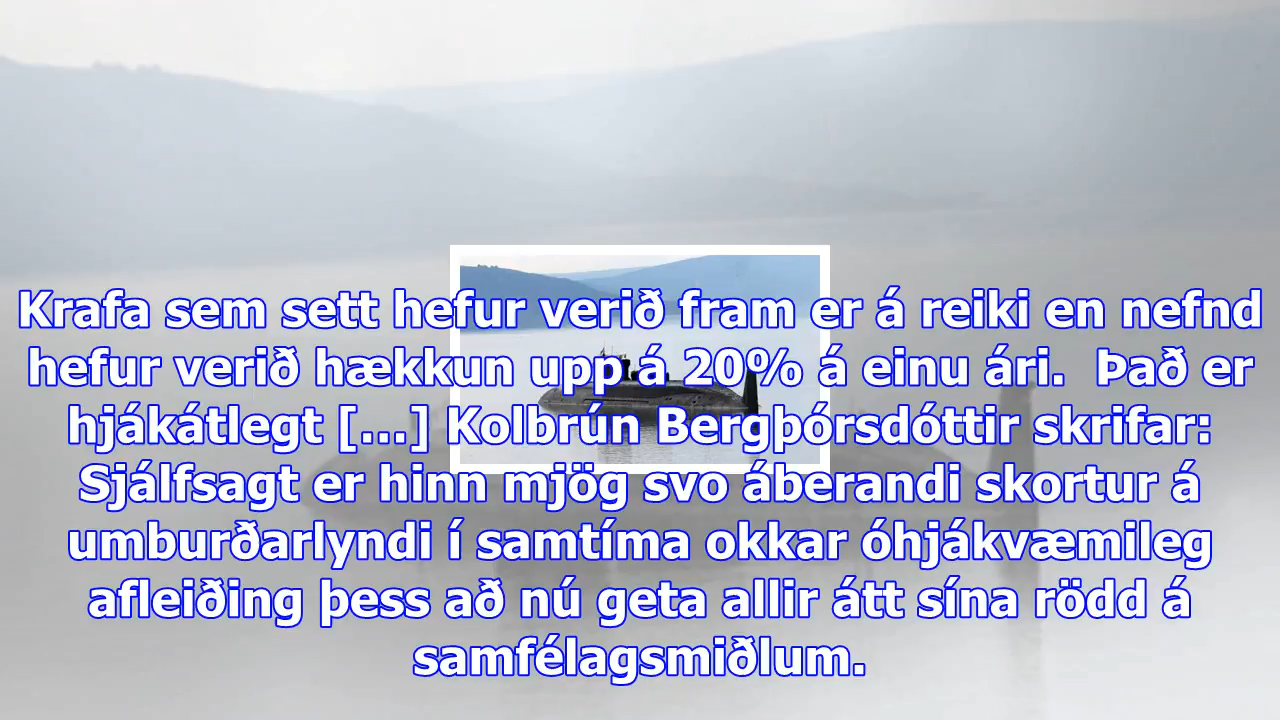 Krafa sem sett hefur verið fram er á reiki en nefnd
hefur verið hækkun upp á 20% á einu ári.  Það er
hjákátlegt [...] Kolbrún Bergþórsdóttir skrifar:
Sjálfsagt er hinn mjög svo áberandi skortur á
umburðarlyndi í samtíma okkar óhjákvæmileg
afleiðing þess að nú geta allir átt sína rödd á
samfélagsmiðlum.